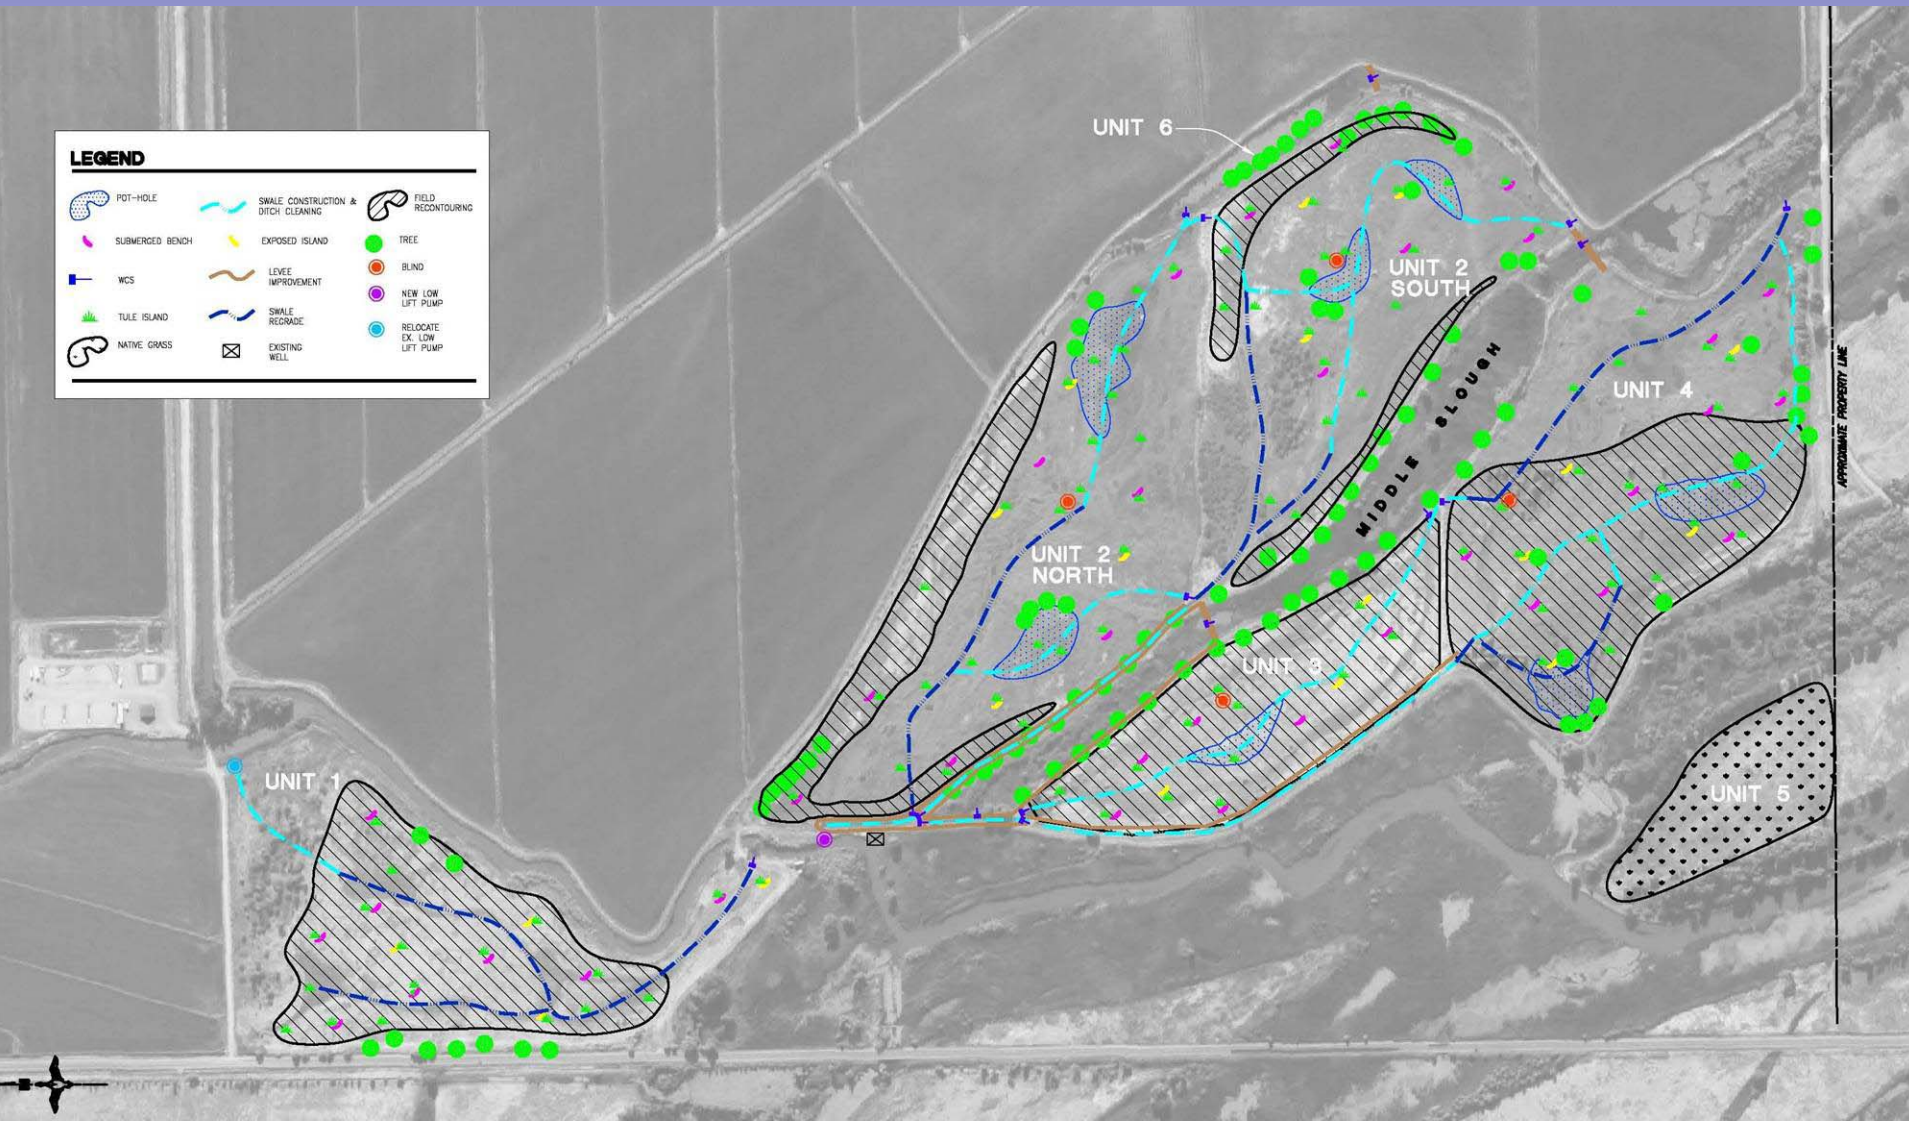 LEGEND
POT-HOLE
SWALE CONSTRUCTION &
DITCH CLEANING
FIELD
RECONTOURING
SUBMERGED BENCH
EXPOSED ISLAND
TREE
WCS
LEVEE
IMPROVEMENT
BLIND
NEW LOW
LIFT PUMP
TULE ISLAND
SWALE
REGRADE
RELOCATE
EX. LOW
LIFT PUMP
NATIVE GRASS
EXISTING
WELL
UNIT 6
UNIT 2
SOUTH
MIDDLE SLOUGH
UNIT 4
APPROXIMATE PROPERTY LINE
UNIT 2
NORTH
UNIT 3
UNIT 1
UNIT 5